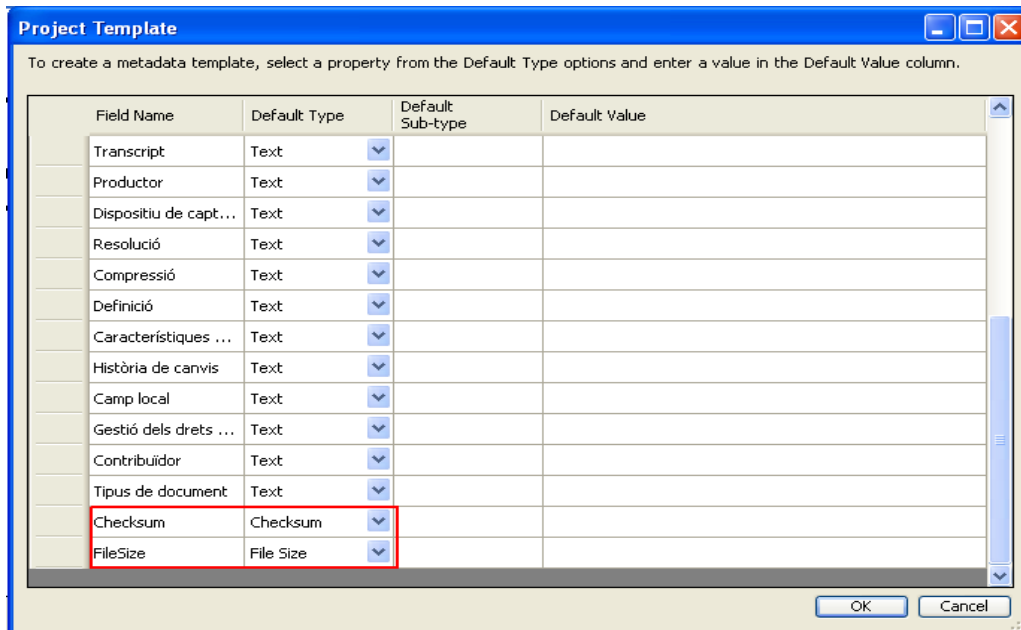 Project Template
To create a metadata template, select a property from the Default Type options and enter a value in the Default Value column.
Field Name Default Type Default Sub-type Default Value
Transcript Text
Productor Text
Dispositiu de capt... Text
Resolució Text
Compressió Text
Definició Text
Característiques ... Text
Història de canvis Text
Camp local Text
Gestió dels drets ... Text
Contribuïdor Text
Tipus de document Text
Checksum Checksum
FileSize File Size
OK Cancel